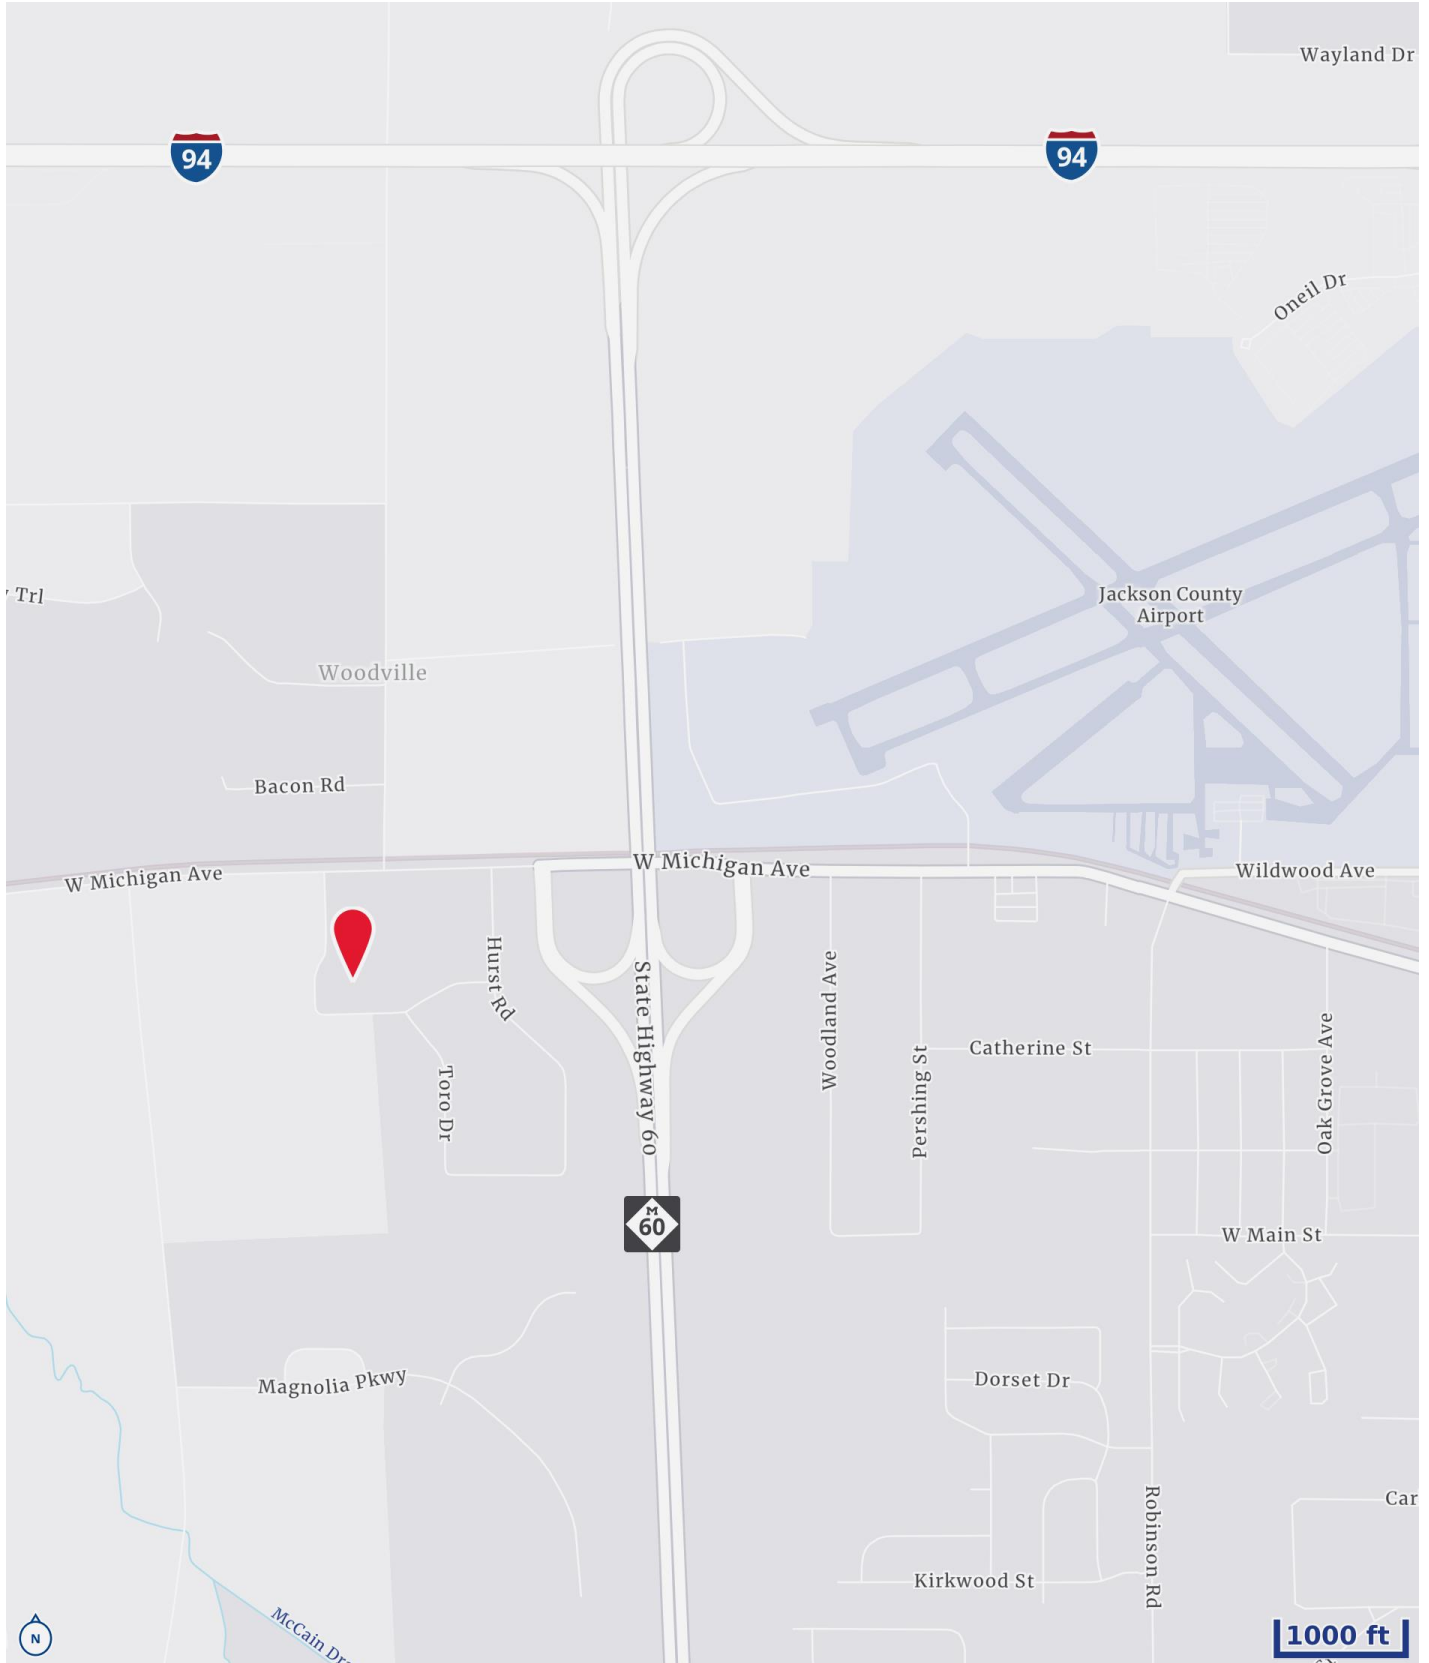 Wayland Dr
94
94
Oneil Dr
Jackson County
Airport
Trl
Woodville
Bacon Rd
W Michigan Ave
W Michigan Ave
Wildwood Ave
Hurst Rd
State Highway 60
Woodland Ave
Pershing St
Catherine St
Oak Grove Ave
Toro Dr
M
60
W Main St
Magnolia Pkwy
Dorset Dr
Robinson Rd
Car
Kirkwood St
McCain Dr
N
1000 ft